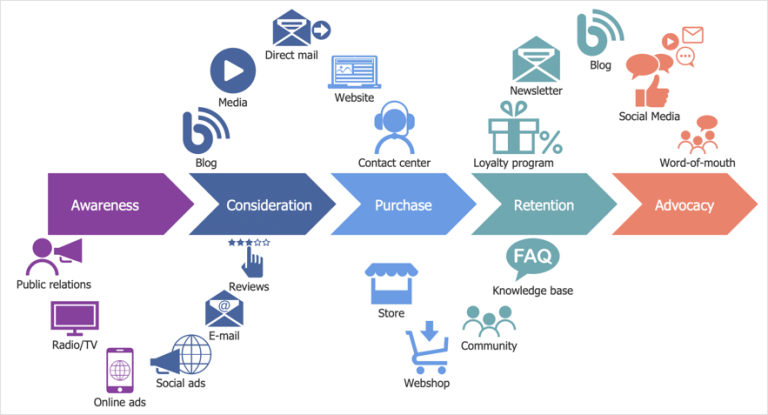 Direct mail
Media
Website
Blog
Contact center
Newsletter
Blog
Social Media
Loyalty program
Word-of-mouth
Awareness
Consideration
Purchase
Retention
Advocacy
Public relations
Radio/TV
Online ads
Social ads
@
E-mail
Reviews
Store
Webshop
FAQ
Knowledge base
Community
%